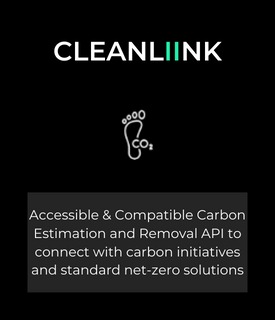 CLEANLIINK
CO2
Accessible & Compatible Carbon
Estimation and Removal API to
connect with carbon initiatives
and standard net-zero solutions